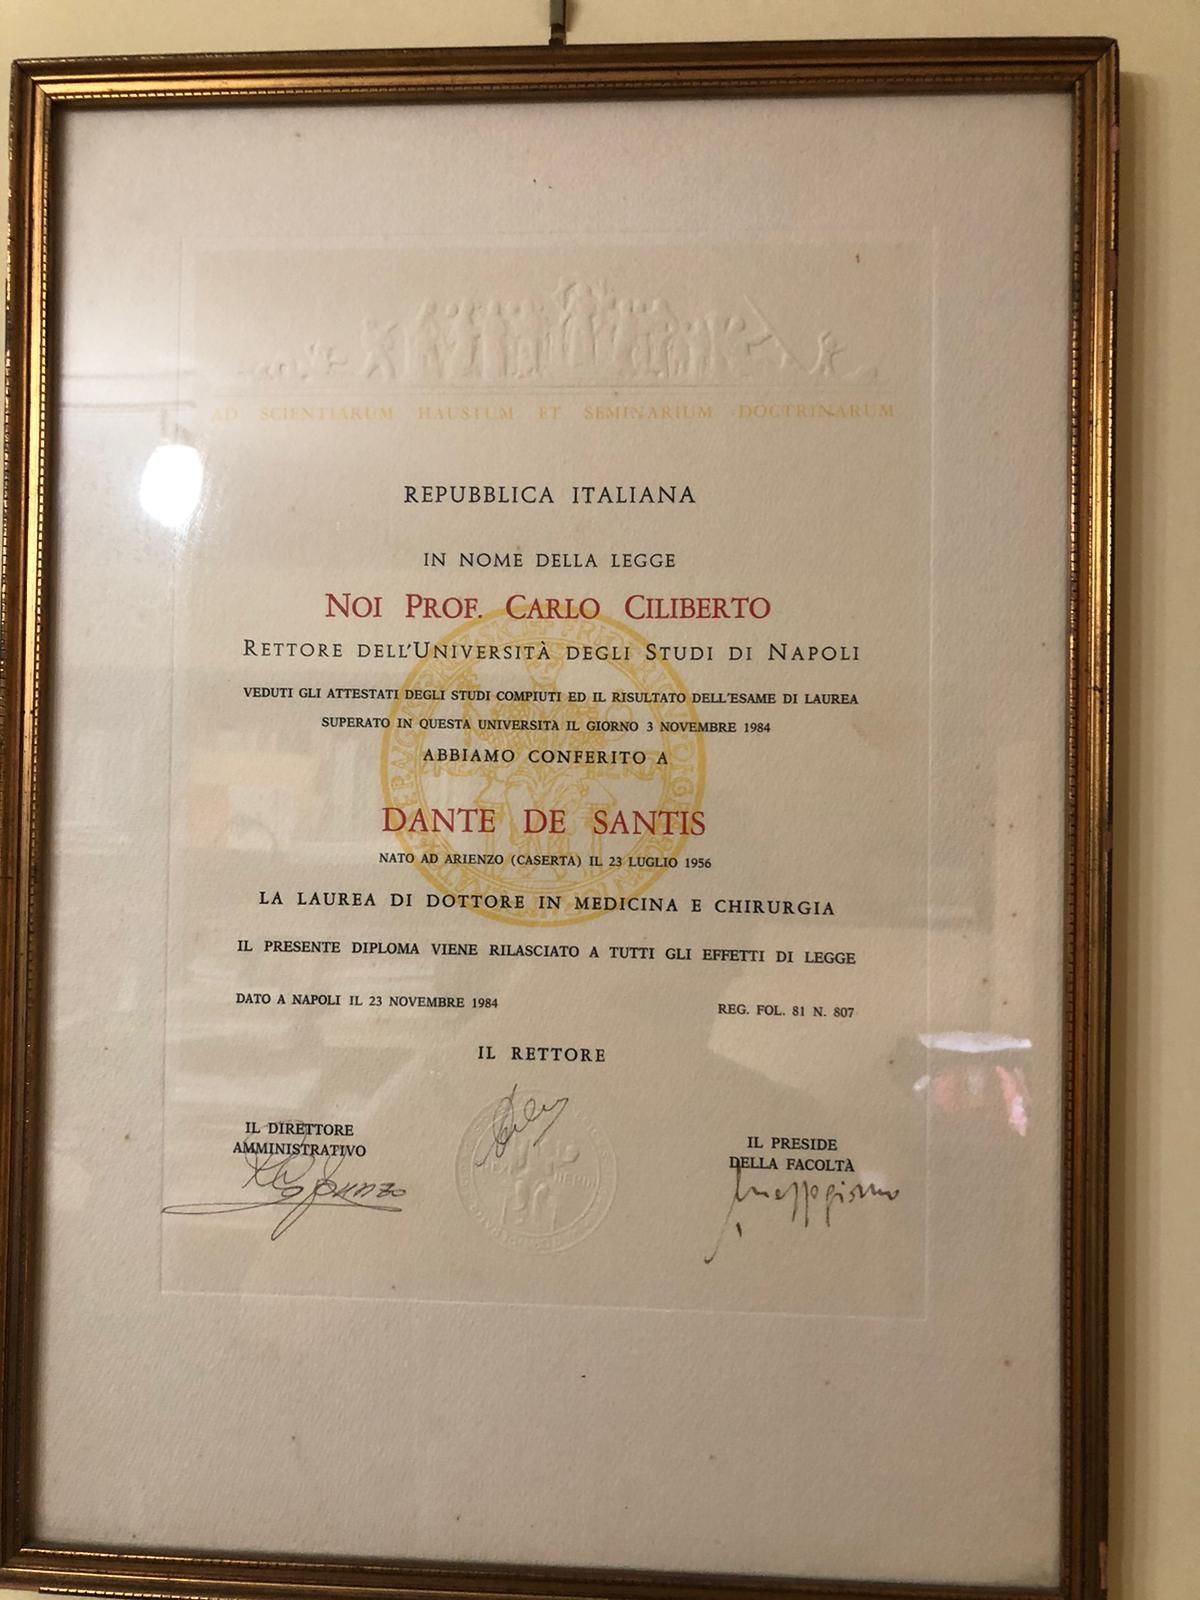 AD SCIENTIARUM HAUSTUM ET SEMINARIUM DOCTRINARUM
REPUBBLICA ITALIANA
IN NOME DELLA LEGGE
NOI PROF. CARLO CILIBERTO
RETTORE DELL'UNIVERSITÀ DEGLI STUDI DI NAPOLI
VEDUTI GLI ATTESTATI DEGLI STUDI COMPIUTI ED IL RISULTATO DELL'ESAME DI LAUREA
SUPERATO IN QUESTA UNIVERSITÀ IL GIORNO 3 NOVEMBRE 1984
ABBIAMO CONFERITO A
DANTE DE SANTIS
NATO AD ARIENZO (CASERTA) IL 23 LUGLIO 1956
LA LAUREA DI DOTTORE IN MEDICINA E CHIRURGIA
IL PRESENTE DIPLOMA VIENE RILASCIATO A TUTTI GLI EFFETTI DI LEGGE
DATO A NAPOLI IL 23 NOVEMBRE 1984
REG. FOL. 81 N. 807
IL RETTORE
IL DIRETTORE
AMMINISTRATIVO
IL PRESIDE
DELLA FACOLTÀ